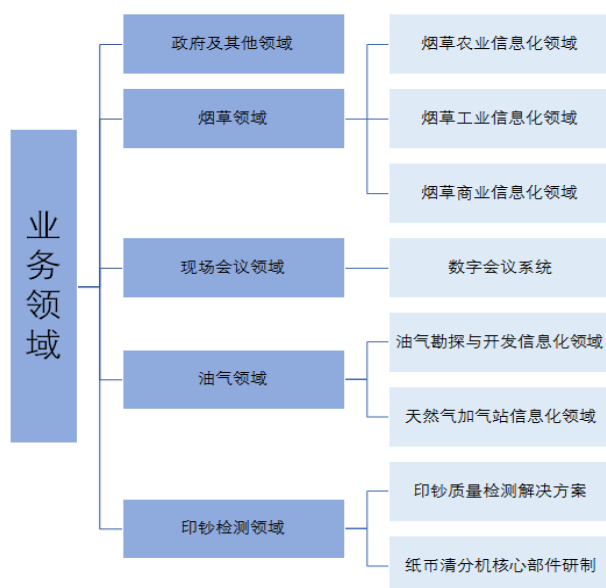 业务领域
政府及其他领域
烟草领域
烟草农业信息化领域
烟草工业信息化领域
烟草商业信息化领域
现场会议领域
数字会议系统
油气领域
油气勘探与开发信息化领域
天然气加气站信息化领域
印钞检测领域
印钞质量检测解决方案
纸币清分机核心部件研制